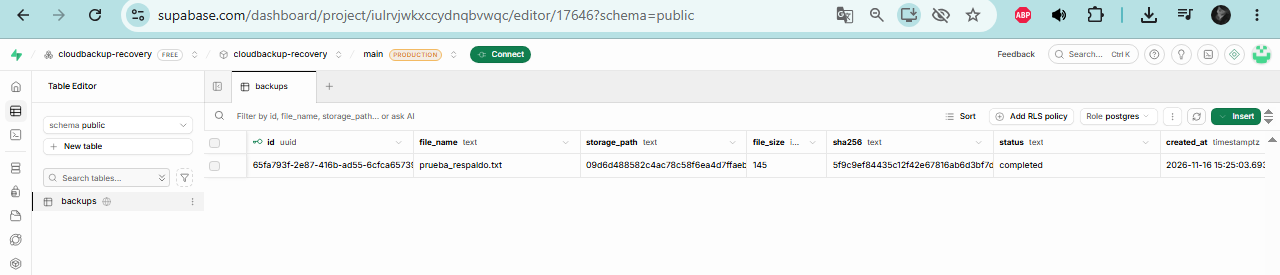 supabase.com/dashboard/project/iulrvjwkxccydnqbvwqc/editor/17646?schema=public
ABP
cloudbackup-recovery FREE / cloudbackup-recovery / main PRODUCTION Connect
Feedback Search... Ctrl K
Table Editor
backups
schema public
New table
Search tables...
backups
Filter by id, file_name, storage_path... or ask AI
Sort Add RLS policy Role postgres Insert
id uuid file_name text storage_path text file_size i... sha256 text status text created_at timestamptz
65fa793f-2e87-416b-ad55-6cfca65739 prueba_respaldo.txt 09d6d488582c4ac78c58f6ea4d7ffaeb 145 5f9c9ef84435c12f42e67816ab6d3bf7d completed 2026-11-16 15:25:03.693